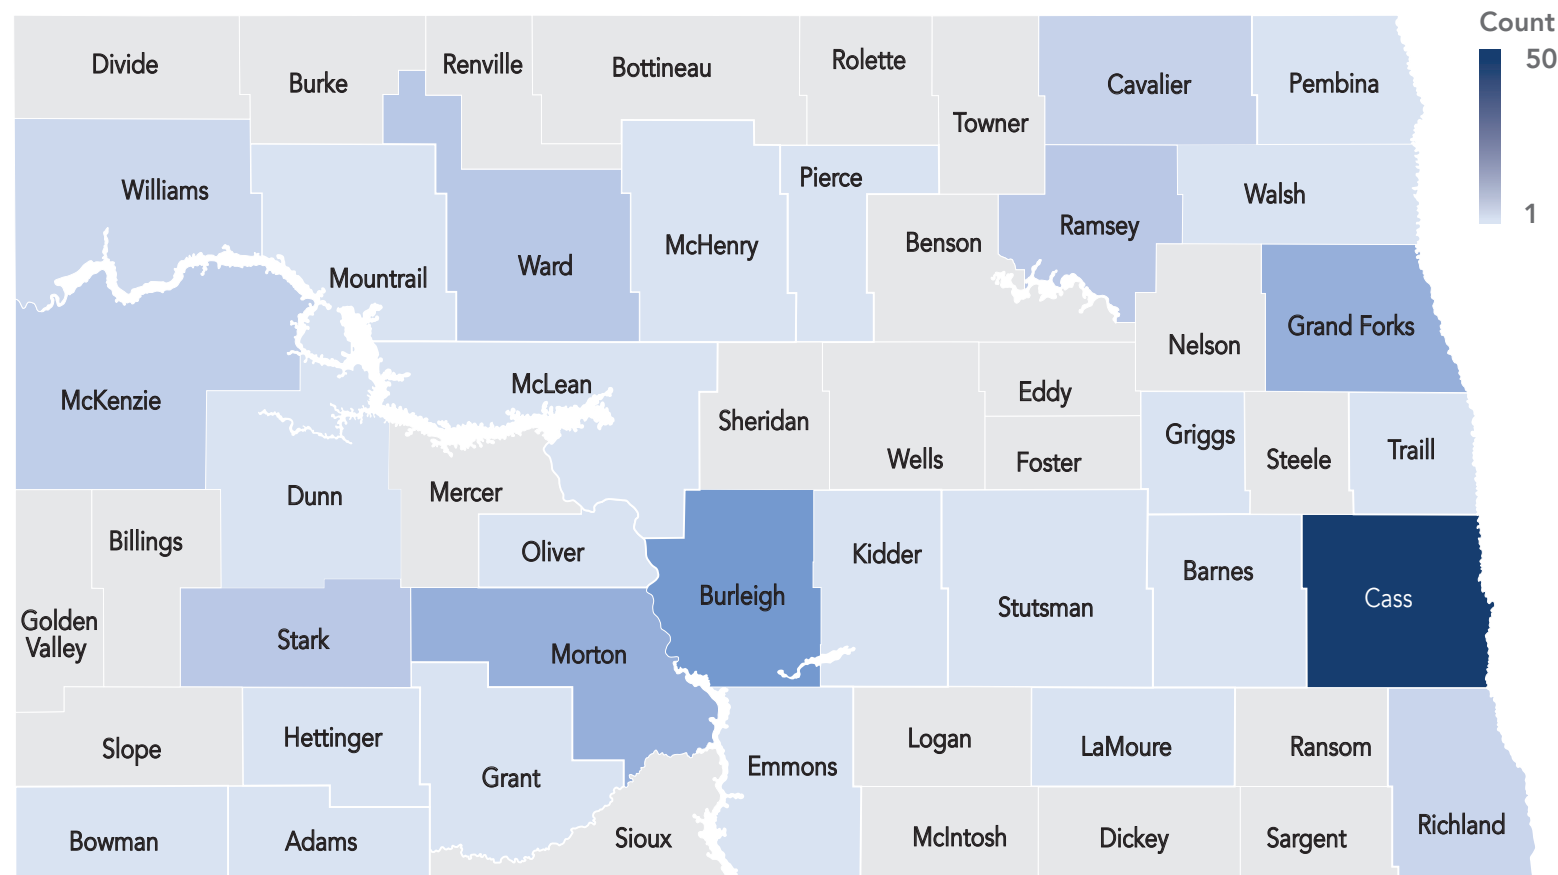 Count
50
1
Divide
Burke
Renville
Bottineau
Rolette
Towner
Cavalier
Pembina
Williams
Mountrail
Ward
McHenry
Pierce
Benson
Ramsey
Walsh
Nelson
Grand Forks
McKenzie
McLean
Sheridan
Wells
Eddy
Foster
Griggs
Steele
Traill
Dunn
Mercer
Billings
Oliver
Golden
Valley
Stark
Morton
Burleigh
Kidder
Stutsman
Barnes
Cass
Slope
Hettinger
Grant
Emmons
Logan
LaMoure
Ransom
Richland
Bowman
Adams
Sioux
McIntosh
Dickey
Sargent